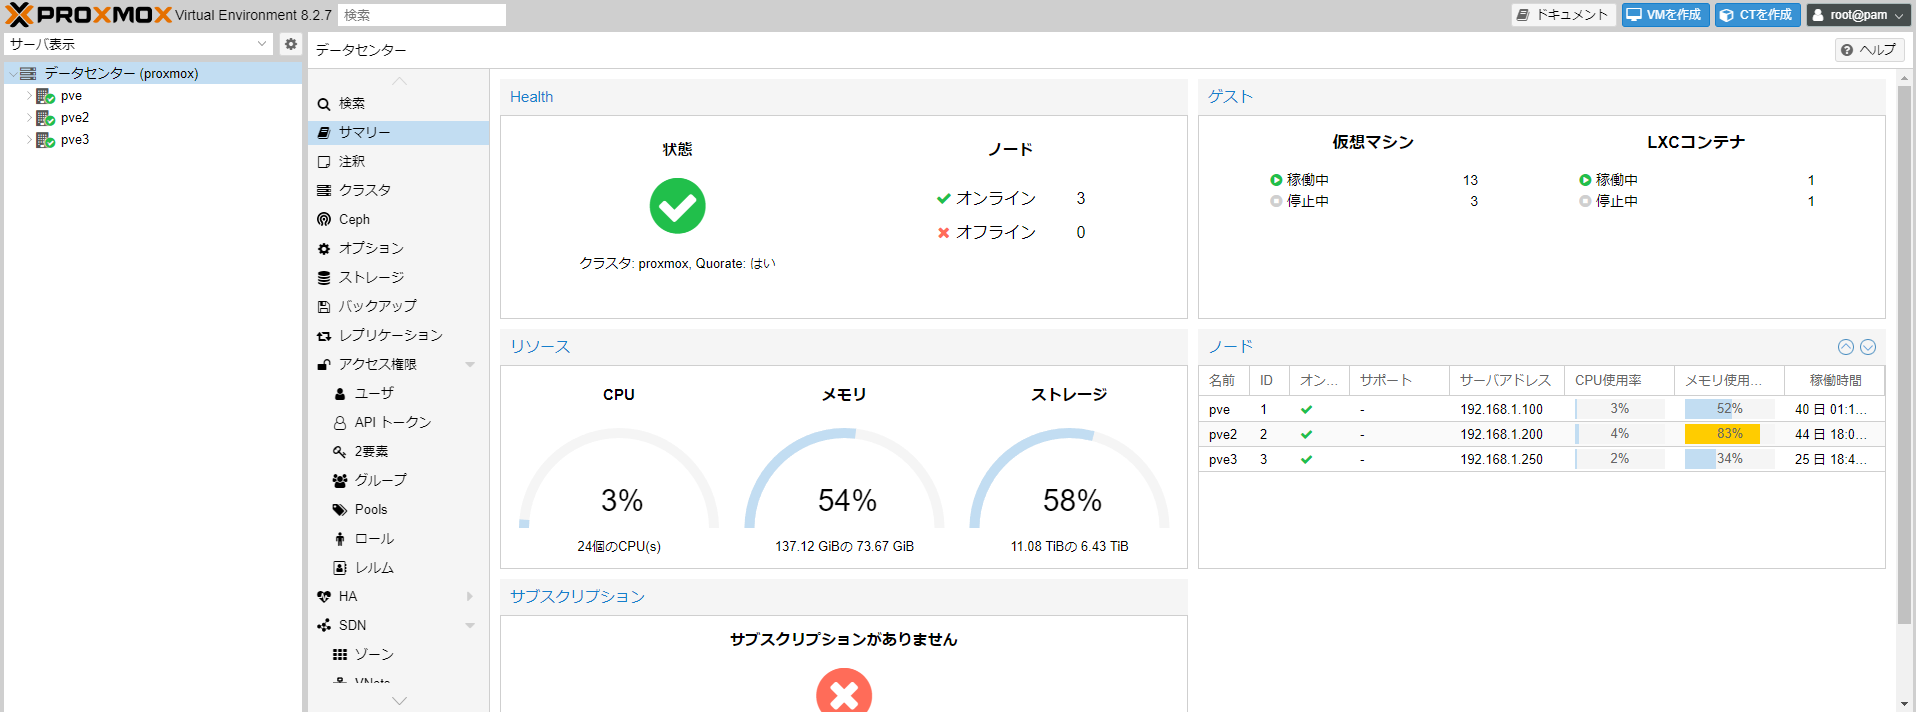 PROXMOX Virtual Environment 8.2.7 検索 ドキュメント VMを作成 CTを作成 root@pam
サーバ表示
データセンター (proxmox)
pve
pve2
pve3
データセンター ヘルプ
検索
サマリー
注釈
クラスタ
Ceph
オプション
ストレージ
バックアップ
レプリケーション
アクセス権限
ユーザ
API トークン
2要素
グループ
Pools
ロール
レルム
HA
SDN
ゾーン
VNets
Health
状態 ノード
オンライン 3
オフライン 0
クラスタ: proxmox, Quorate: はい
ゲスト
仮想マシン LXCコンテナ
稼働中 13 稼働中 1
停止中 3 停止中 1
リソース
CPU メモリ ストレージ
3% 54% 58%
24個のCPU(s) 137.12 GiBの 73.67 GiB 11.08 TiBの 6.43 TiB
ノード
名前 ID オン... サポート サーバアドレス CPU使用率 メモリ使用... 稼働時間
pve 1 - 192.168.1.100 3% 52% 40 日 01:1...
pve2 2 - 192.168.1.200 4% 83% 44 日 18:0...
pve3 3 - 192.168.1.250 2% 34% 25 日 18:4...
サブスクリプション
サブスクリプションがありません